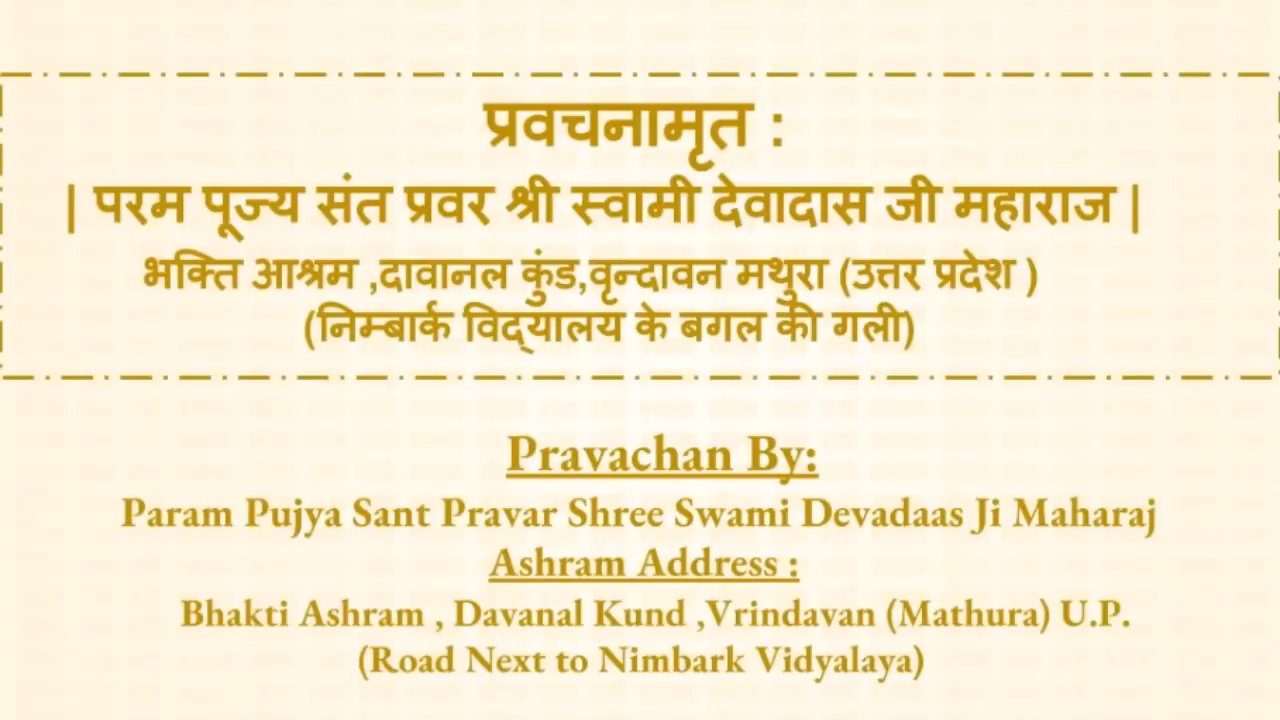 प्रवचनामृत :
| परम पूज्य संत प्रवर श्री स्वामी देवादास जी महाराज |
भक्ति आश्रम ,दावानल कुंड,वृन्दावन मथुरा (उत्तर प्रदेश )
(निम्बार्क विद्यालय के बगल की गली)
Pravachan By:
Param Pujya Sant Pravar Shree Swami Devadaas Ji Maharaj
Ashram Address :
Bhakti Ashram , Davanal Kund ,Vrindavan (Mathura) U.P.
(Road Next to Nimbark Vidyalaya)